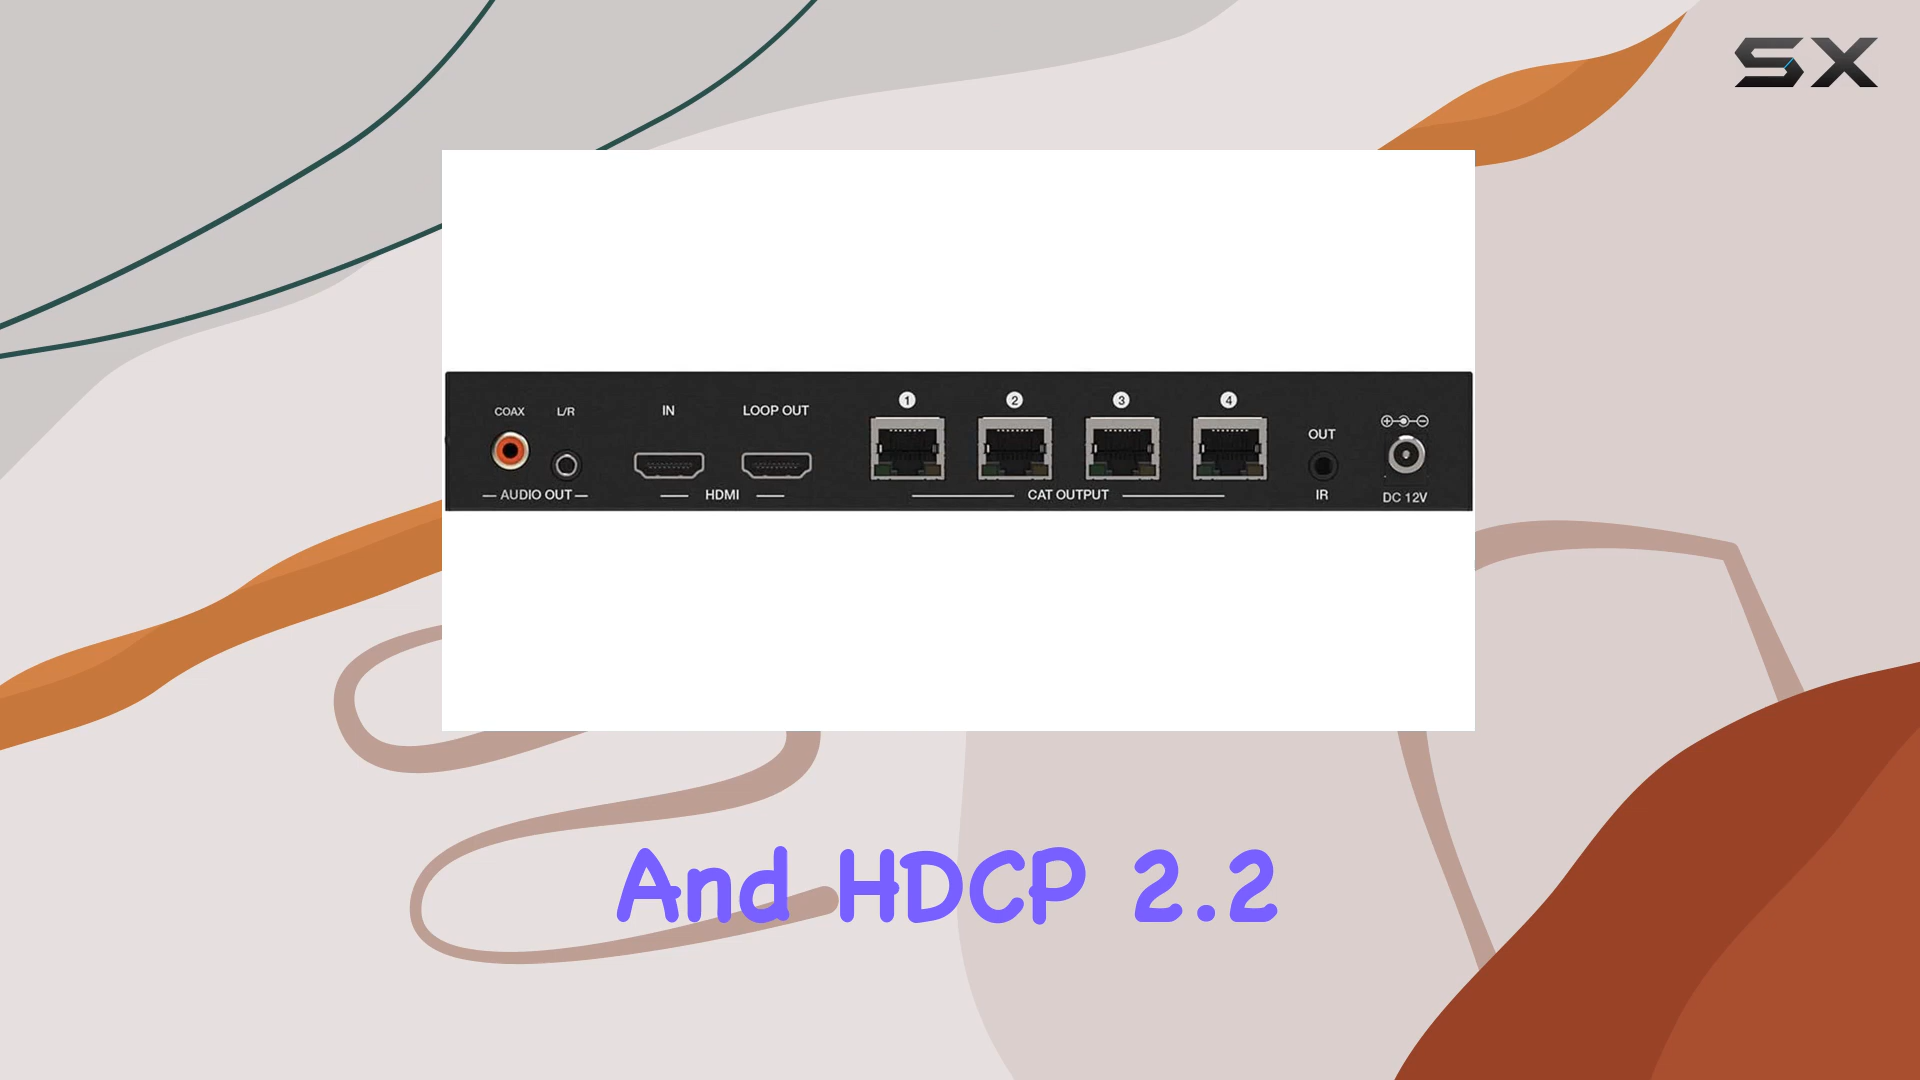 SX
COAX L/R
AUDIO OUT
IN LOOP OUT
HDMI
1 2 3 4
CAT OUTPUT
OUT
IR
DC 12V
And HDCP 2.2